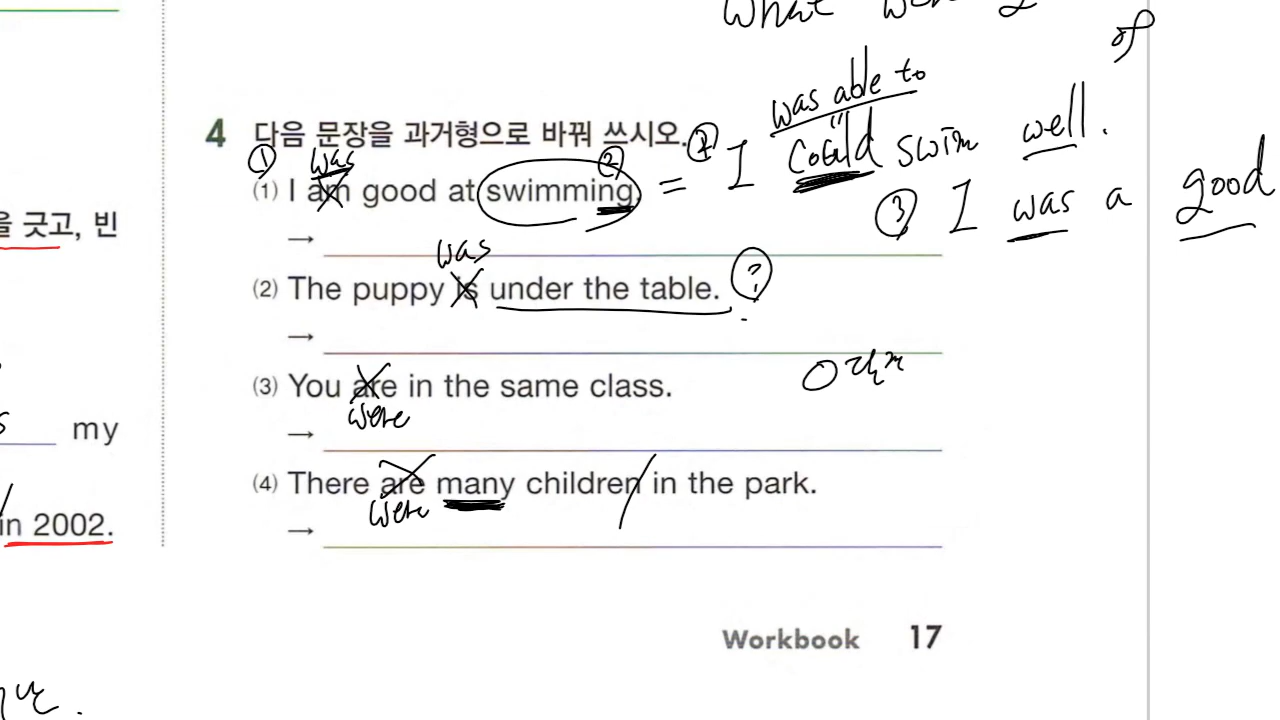 What
of
was able to
4 다음 문장을 과거형으로 바꿔 쓰시오. ② I could swim well.
① was ②
(1) I am good at swimming. = ③ I was a good
→
을 긋고, 빈
was
(2) The puppy is under the table. ?
→
(3) You are in the same class.
were
→
s my
(4) There are many children / in the park.
were
in 2002.
→
Workbook 17